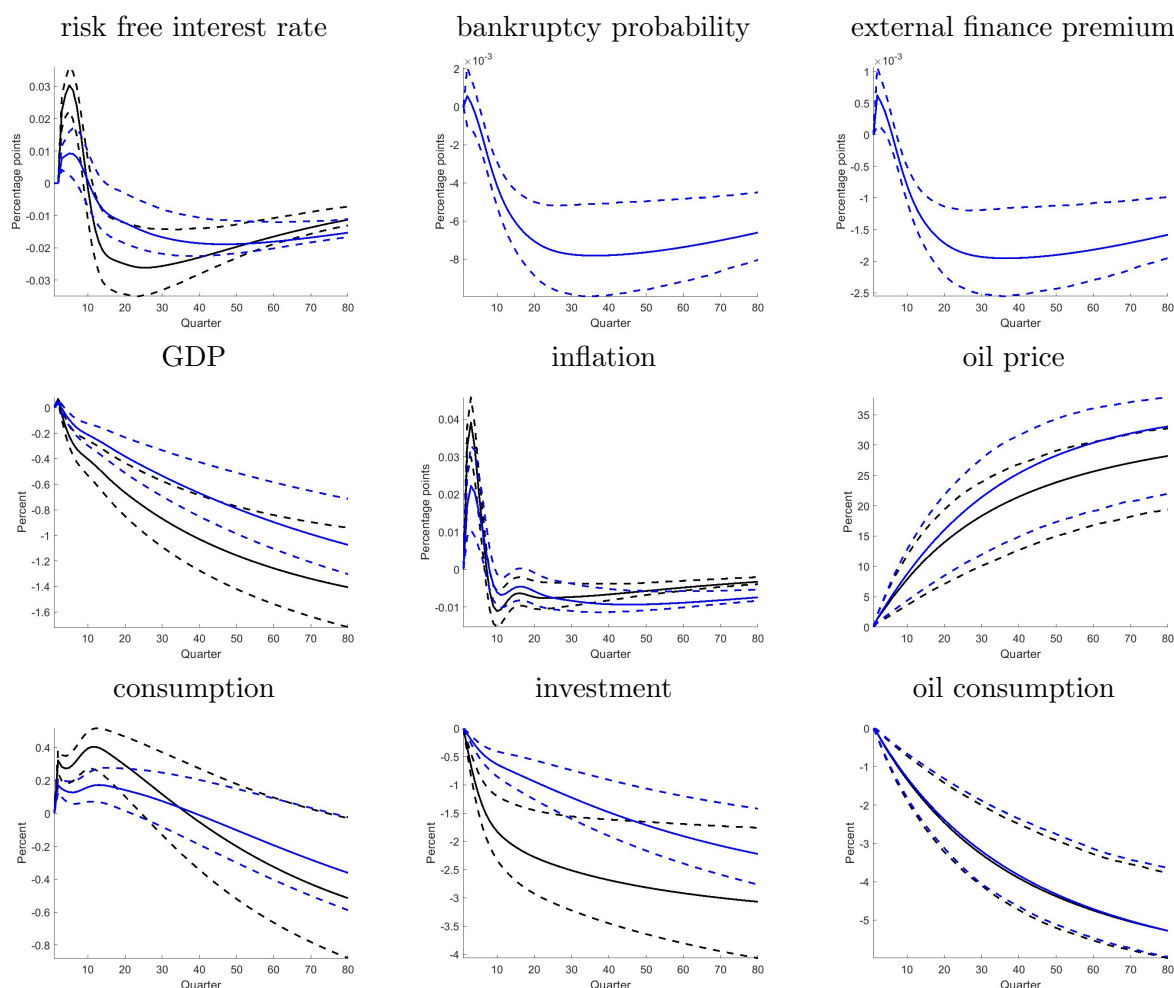 risk free interest rate
bankruptcy probability
external finance premium
0.03
0.02
0.01
0
-0.01
-0.02
-0.03
Percentage points
10 20 30 40 50 60 70 80
Quarter
×10-3
2
0
-2
-4
-6
-8
Percentage points
10 20 30 40 50 60 70 80
Quarter
×10-3
1
0.5
0
-0.5
-1
-1.5
-2
-2.5
Percentage points
10 20 30 40 50 60 70 80
Quarter
GDP
inflation
oil price
0
-0.2
-0.4
-0.6
-0.8
-1
-1.2
-1.4
-1.6
Percent
10 20 30 40 50 60 70 80
Quarter
0.04
0.03
0.02
0.01
0
-0.01
Percentage points
10 20 30 40 50 60 70 80
Quarter
35
30
25
20
15
10
5
0
Percent
10 20 30 40 50 60 70 80
Quarter
consumption
investment
oil consumption
0.4
0.2
0
-0.2
-0.4
-0.6
-0.8
Percent
10 20 30 40 50 60 70 80
Quarter
0
-0.5
-1
-1.5
-2
-2.5
-3
-3.5
-4
Percent
10 20 30 40 50 60 70 80
Quarter
0
-1
-2
-3
-4
-5
Percent
10 20 30 40 50 60 70 80
Quarter